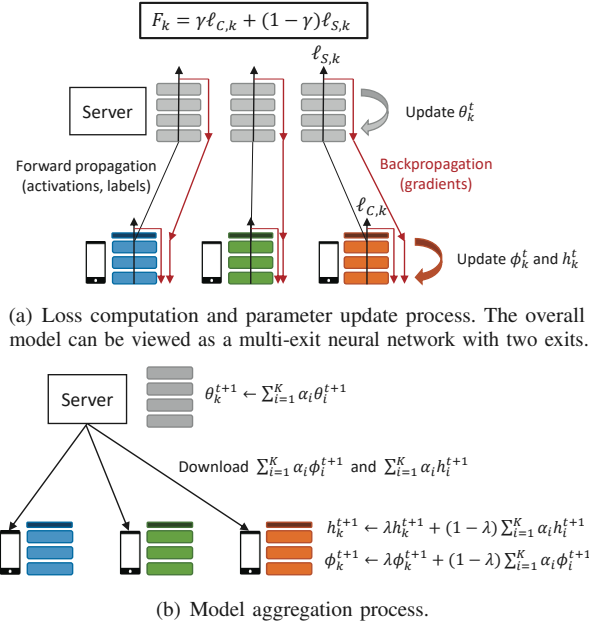 F_k = γℓ_{C,k} + (1 − γ)ℓ_{S,k}
ℓ_{S,k}
Server
Update θ_k^t
Forward propagation
(activations, labels)
Backpropagation
(gradients)
ℓ_{C,k}
Update ϕ_k^t and h_k^t
(a) Loss computation and parameter update process. The overall
model can be viewed as a multi-exit neural network with two exits.
Server
θ_k^{t+1} ← ∑_{i=1}^K α_i θ_i^{t+1}
Download ∑_{i=1}^K α_i ϕ_i^{t+1} and ∑_{i=1}^K α_i h_i^{t+1}
h_k^{t+1} ← λh_k^{t+1} + (1 − λ) ∑_{i=1}^K α_i h_i^{t+1}
ϕ_k^{t+1} ← λϕ_k^{t+1} + (1 − λ) ∑_{i=1}^K α_i ϕ_i^{t+1}
(b) Model aggregation process.